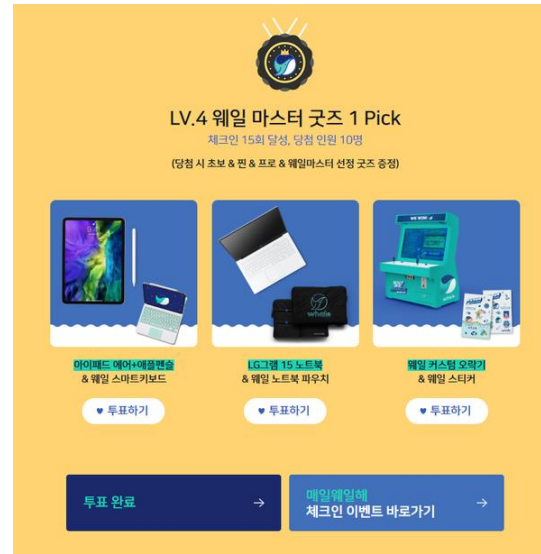 LV.4 웨일 마스터 굿즈 1 Pick
체크인 15회 달성, 당첨 인원 10명
(당첨 시 초보 & 찐 & 프로 & 웨일마스터 선정 굿즈 증정)
WE WIN
whale
아이패드 에어+애플펜슬
& 웨일 스마트키보드
LG그램 15 노트북
& 웨일 노트북 파우치
웨일 커스텀 오락기
& 웨일 스티커
♥ 투표하기
♥ 투표하기
♥ 투표하기
투표 완료 →
매일웨일해
체크인 이벤트 바로가기 →